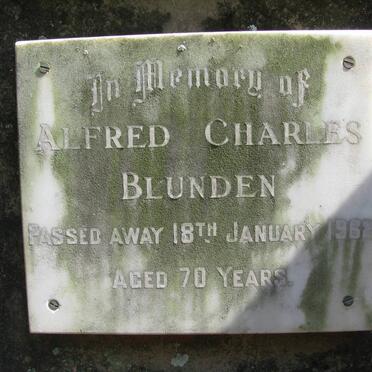 In Memory of
ALFRED CHARLES
BLUNDEN
PASSED AWAY 18TH JANUARY
AGED 70 YEARS.